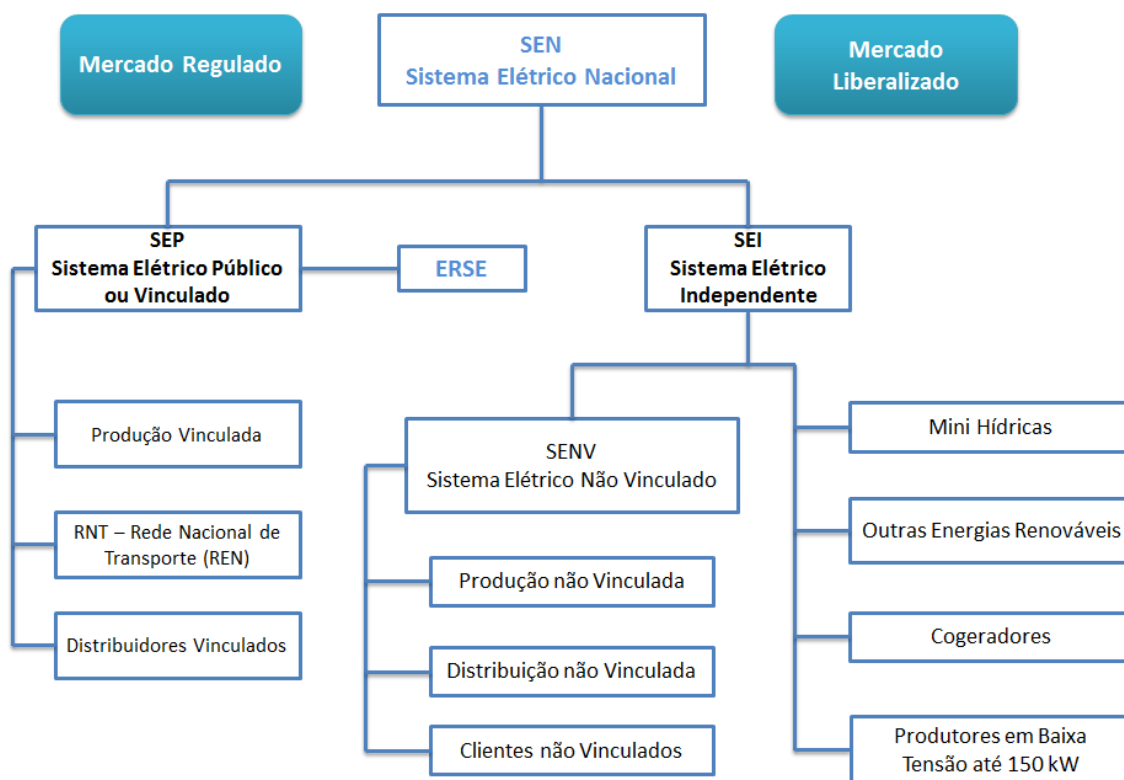 Mercado Regulado
SEN
Sistema Elétrico Nacional
Mercado
Liberalizado
SEP
Sistema Elétrico Público
ou Vinculado
ERSE
SEI
Sistema Elétrico
Independente
Produção Vinculada
RNT – Rede Nacional de
Transporte (REN)
Distribuidores Vinculados
SENV
Sistema Elétrico Não Vinculado
Produção não Vinculada
Distribuição não Vinculada
Clientes não Vinculados
Mini Hídricas
Outras Energias Renováveis
Cogeradores
Produtores em Baixa
Tensão até 150 kW